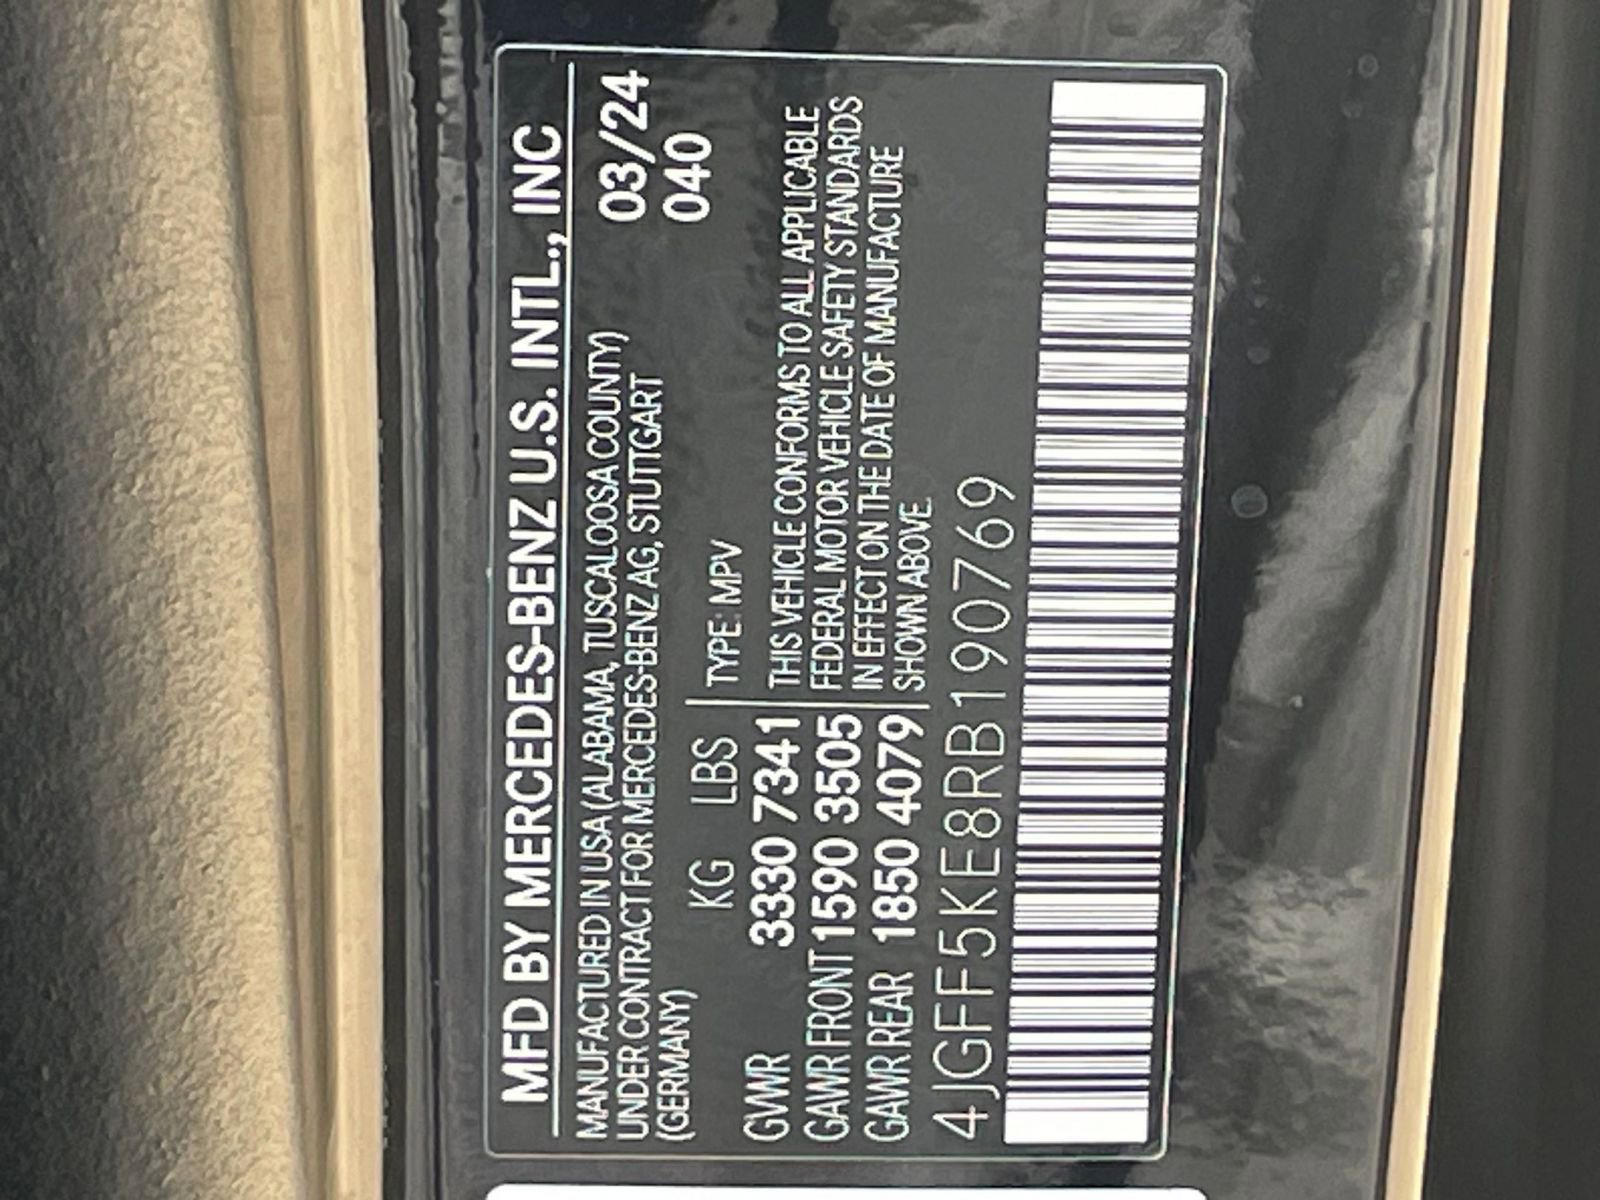 MFD BY MERCEDES-BENZ U.S. INTL., INC
MANUFACTURED IN USA (ALABAMA, TUSCALOOSA COUNTY) 03/24
UNDER CONTRACT FOR MERCEDES-BENZ AG, STUTTGART 040
(GERMANY)
KG LBS TYPE: MPV
GVWR 3330 7341 THIS VEHICLE CONFORMS TO ALL APPLICABLE
GAWR FRONT 1590 3505 FEDERAL MOTOR VEHICLE SAFETY STANDARDS
GAWR REAR 1850 4079 IN EFFECT ON THE DATE OF MANUFACTURE
SHOWN ABOVE.
4JGFF5KE8RB190769